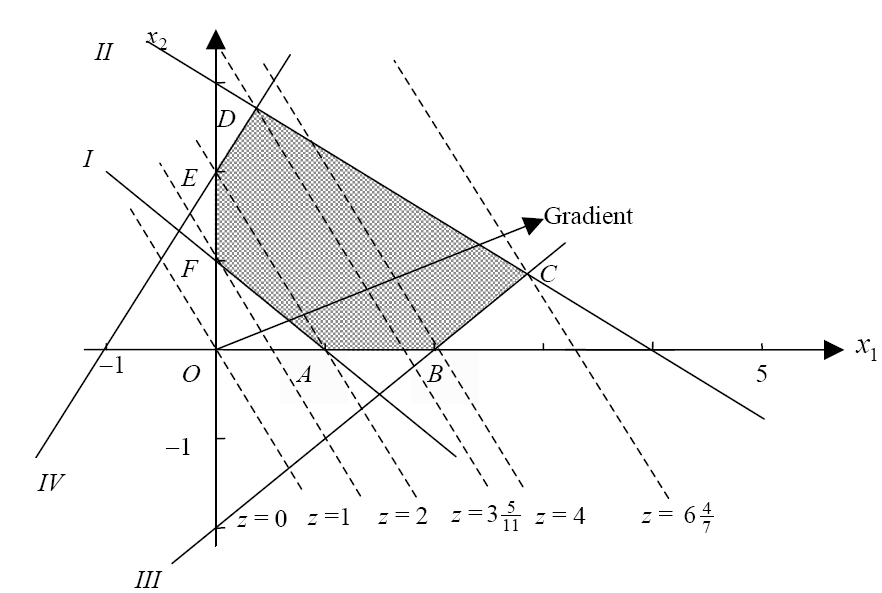 x₂
II
D
I
E
Gradient
F
C
x₁
−1
O
A
B
5
−1
IV
z = 0
z =1
z = 2
z = 3 5/11
z = 4
z = 6 4/7
III